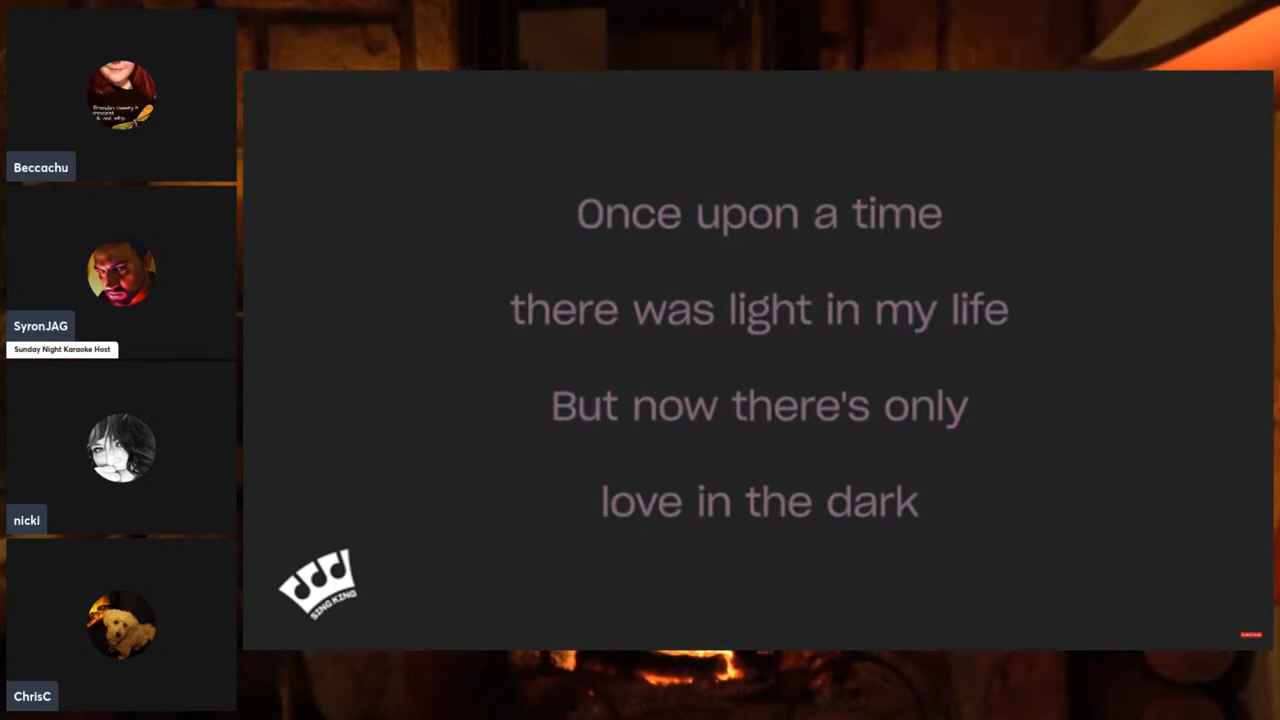 Beccachu
SyronJAG
Sunday Night Karaoke Host
nicki
ChrisC
Once upon a time
there was light in my life
But now there's only
love in the dark
SING KING
SUBSCRIBE